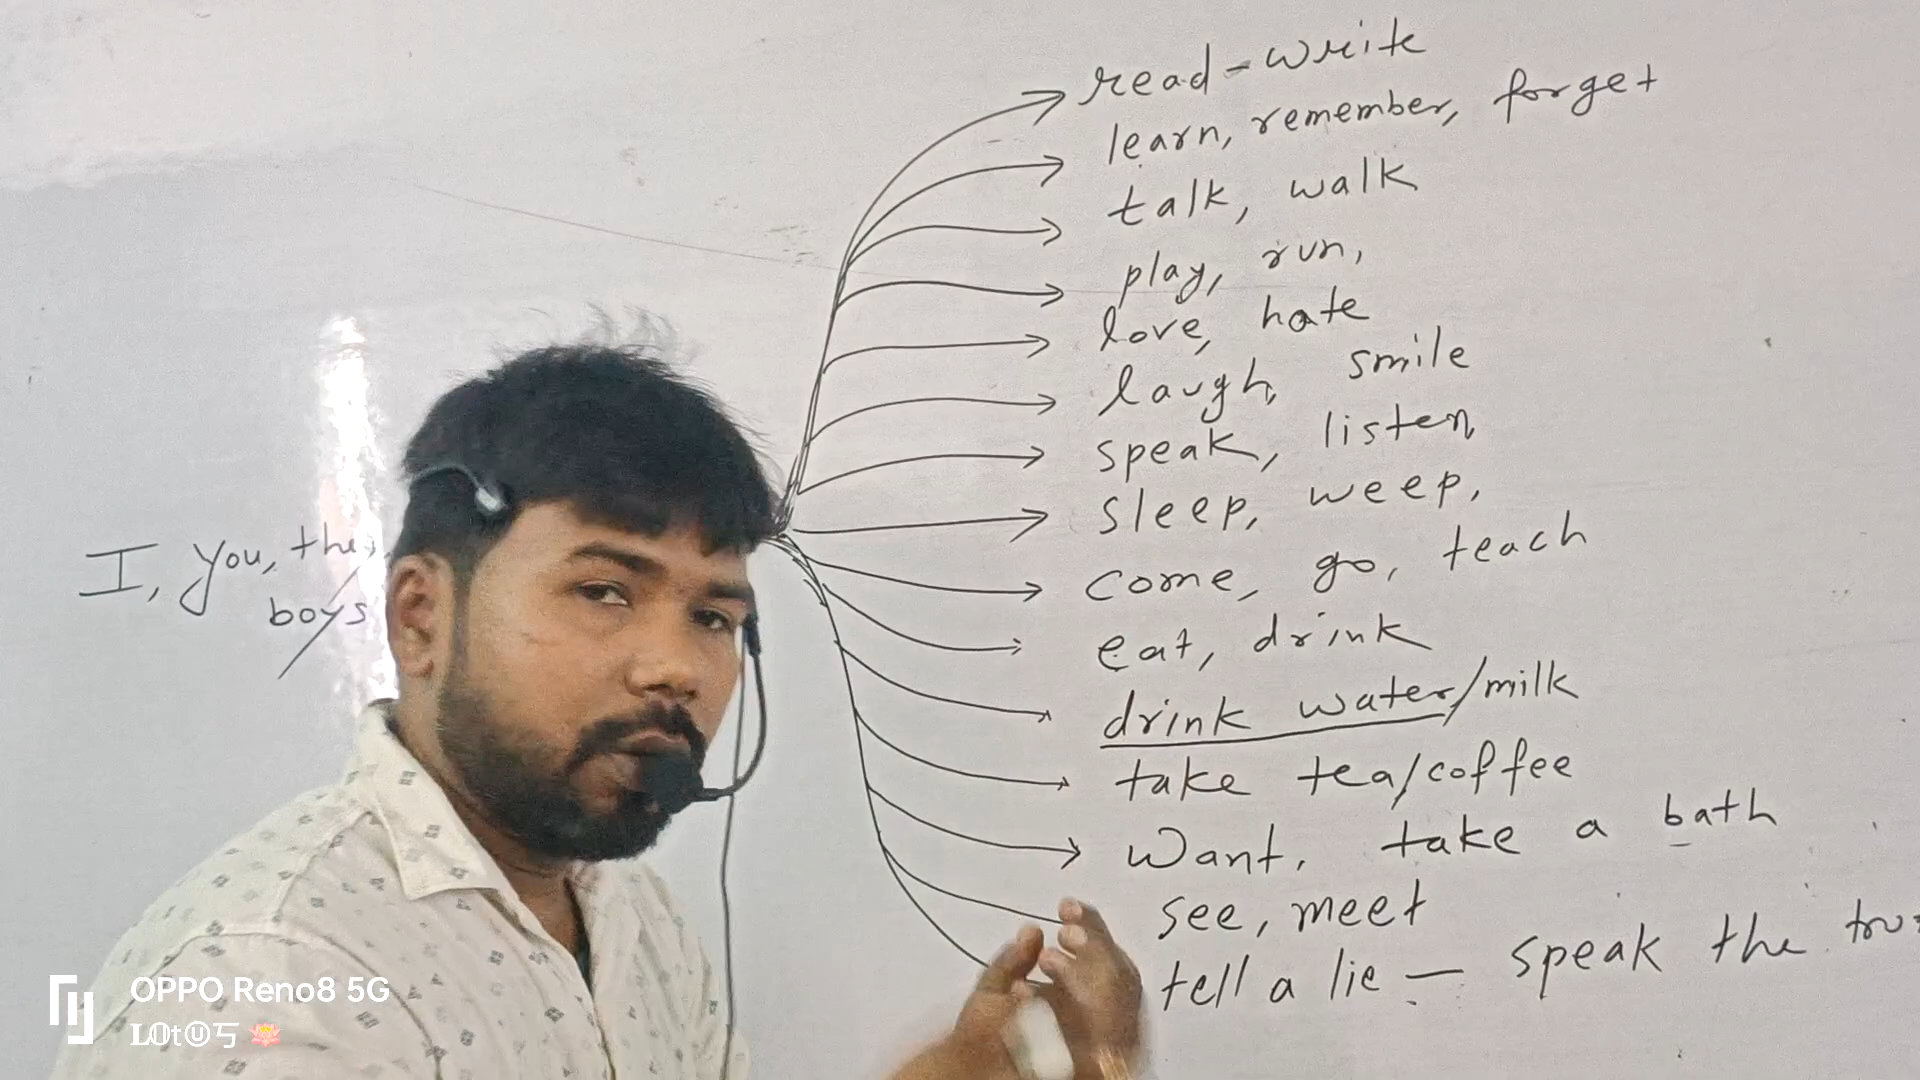 read - write
learn, remember, forget
talk, walk
play, run,
love, hate
laugh, smile
speak, listen,
sleep, weep,
come, go, teach
eat, drink
drink water/milk
take tea/coffee
want, take a bath
see, meet
tell a lie — speak the
I, you,
boys
OPPO Reno8 5G